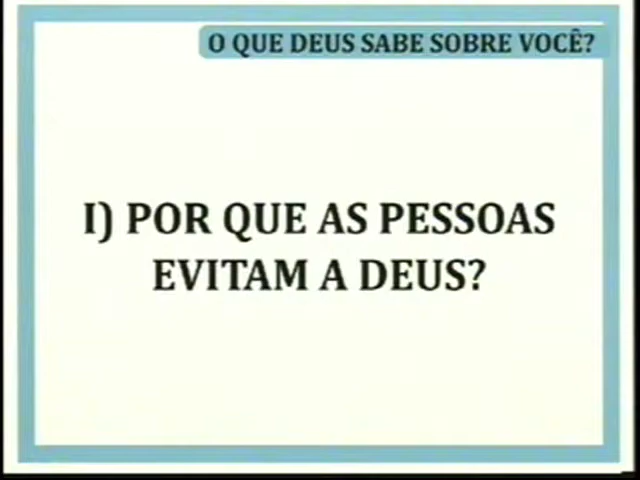 O QUE DEUS SABE SOBRE VOCÊ?
I) POR QUE AS PESSOAS
EVITAM A DEUS?